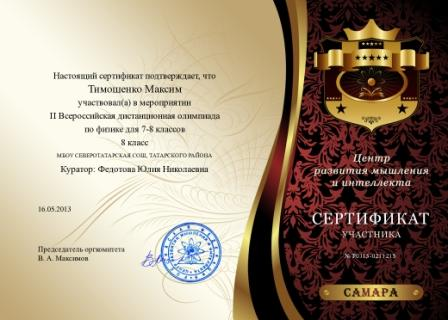 Настоящий сертификат подтверждает, что
Тимошенко Максим
участвовал(а) в мероприятии
II Всероссийская дистанционная олимпиада
по физике для 7-8 классов
8 класс
МБОУ СЕВЕРОТАТАРСКАЯ СОШ, ТАТАРСКОГО РАЙОНА
Куратор: Федотова Юлия Николаевна
16.05.2013
Председатель оргкомитета
В. А. Максимов
Центр
развития мышления
и интеллекта
СЕРТИФИКАТ
УЧАСТНИКА
САМАРА